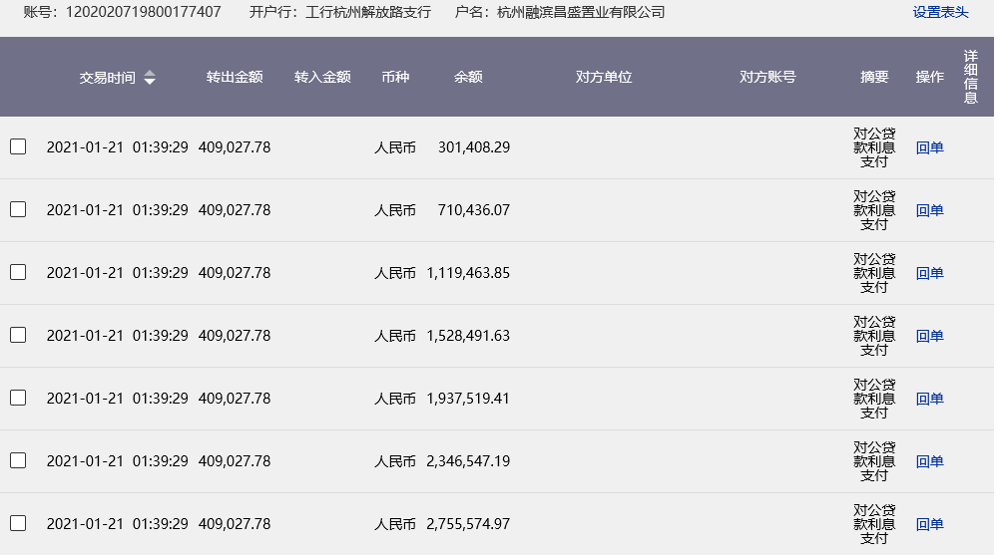 账号：1202020719800177407 开户行：工行杭州解放路支行 户名：杭州融滨昌盛置业有限公司 设置表头
交易时间 转出金额 转入金额 币种 余额 对方单位 对方账号 摘要 操作 详细信息
2021-01-21 01:39:29 409,027.78 人民币 301,408.29 对公贷款利息支付 回单
2021-01-21 01:39:29 409,027.78 人民币 710,436.07 对公贷款利息支付 回单
2021-01-21 01:39:29 409,027.78 人民币 1,119,463.85 对公贷款利息支付 回单
2021-01-21 01:39:29 409,027.78 人民币 1,528,491.63 对公贷款利息支付 回单
2021-01-21 01:39:29 409,027.78 人民币 1,937,519.41 对公贷款利息支付 回单
2021-01-21 01:39:29 409,027.78 人民币 2,346,547.19 对公贷款利息支付 回单
2021-01-21 01:39:29 409,027.78 人民币 2,755,574.97 对公贷款利息支付 回单